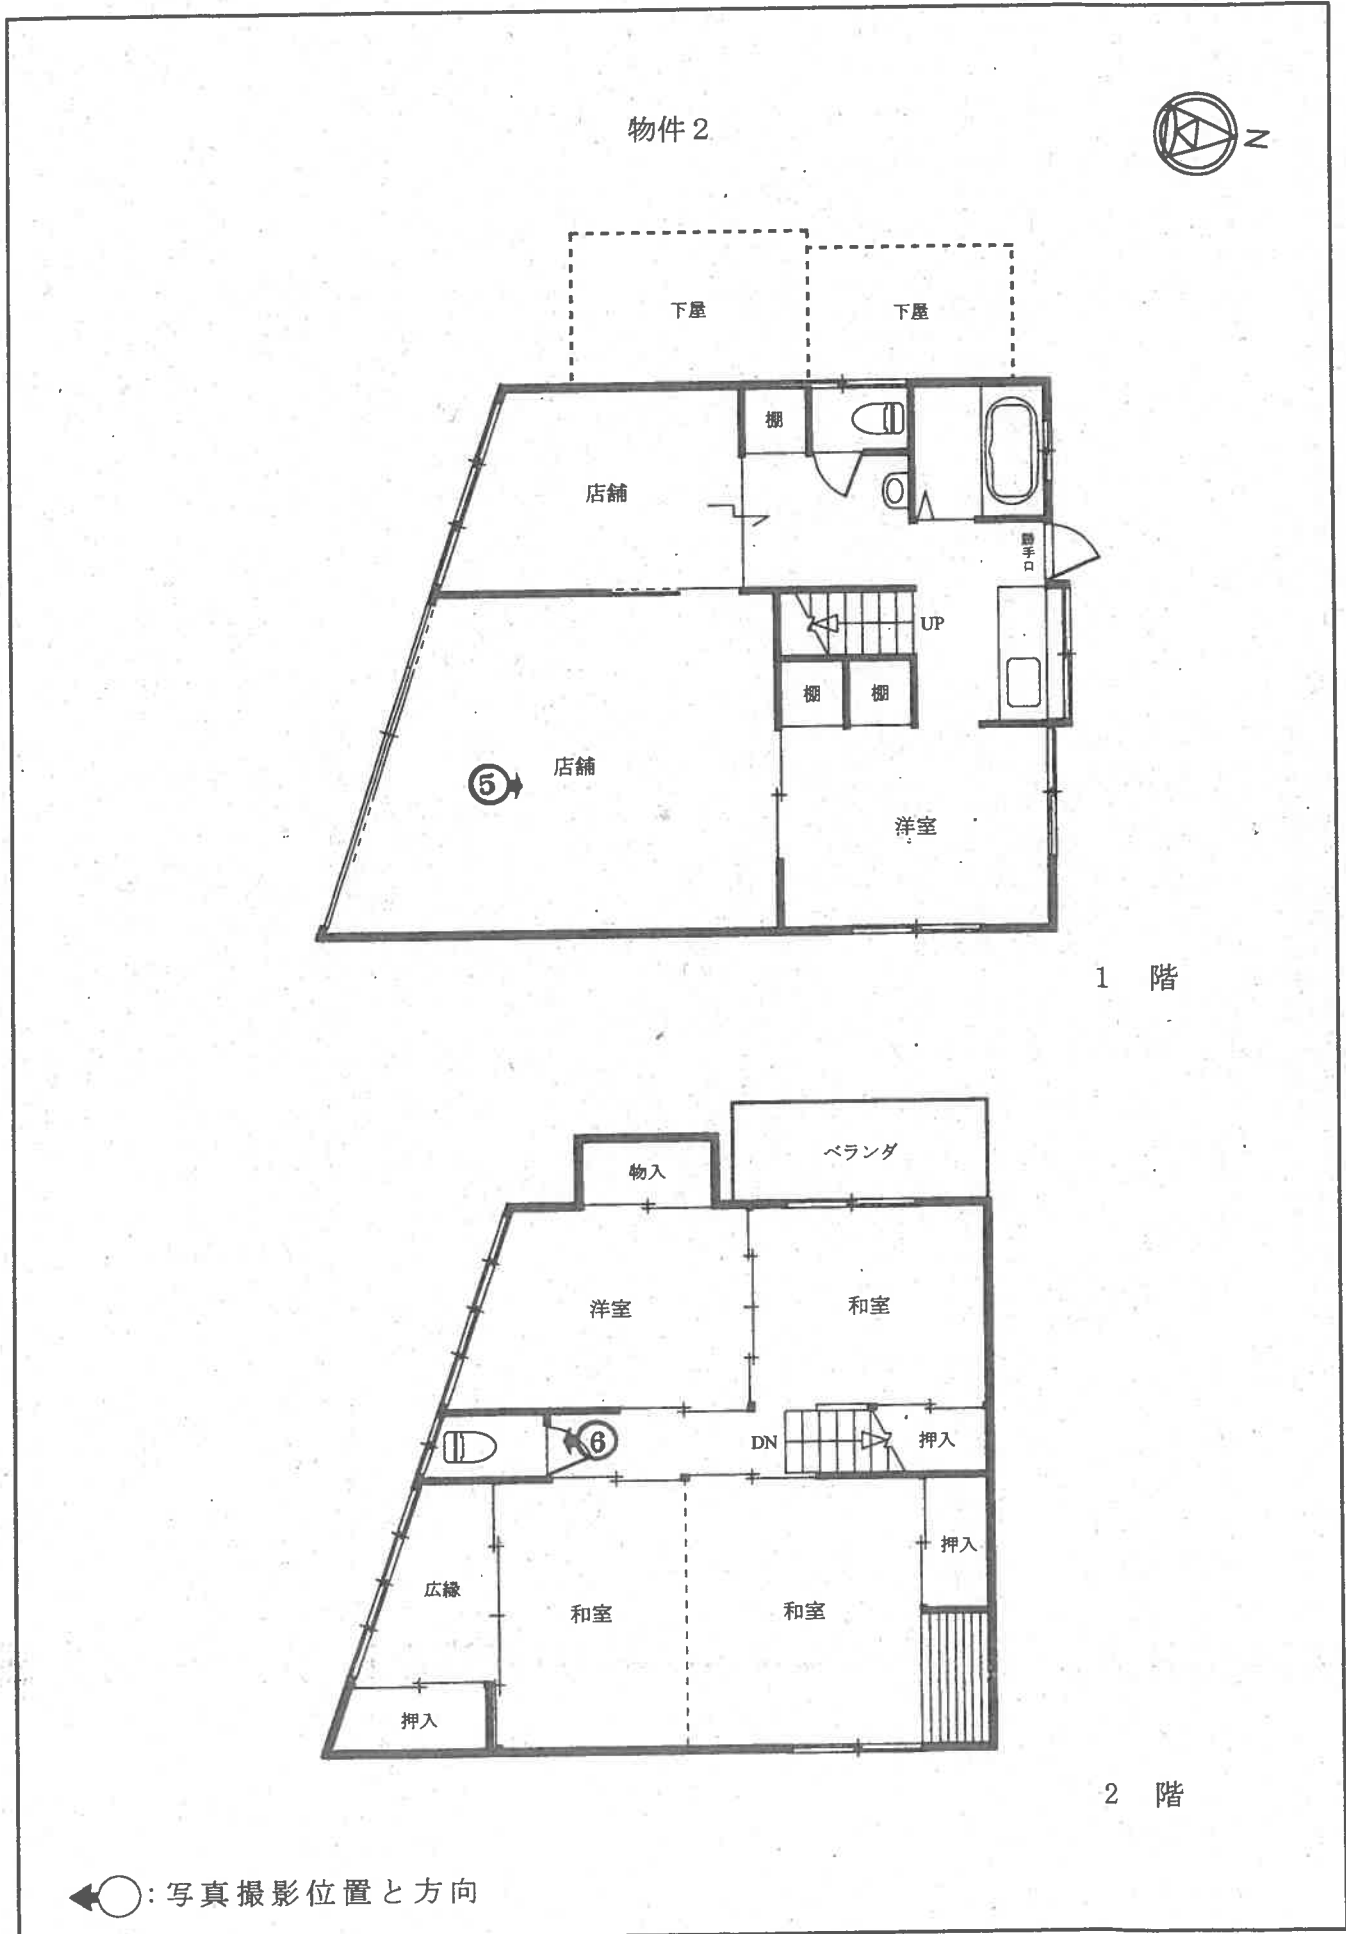 物件2
N
下屋
下屋
棚
店舗
勝手口
UP
棚
棚
店舗
⑤
洋室
1 階
ベランダ
物入
洋室
和室
⑥
DN
押入
押入
広縁
和室
和室
押入
2 階
:写真撮影位置と方向